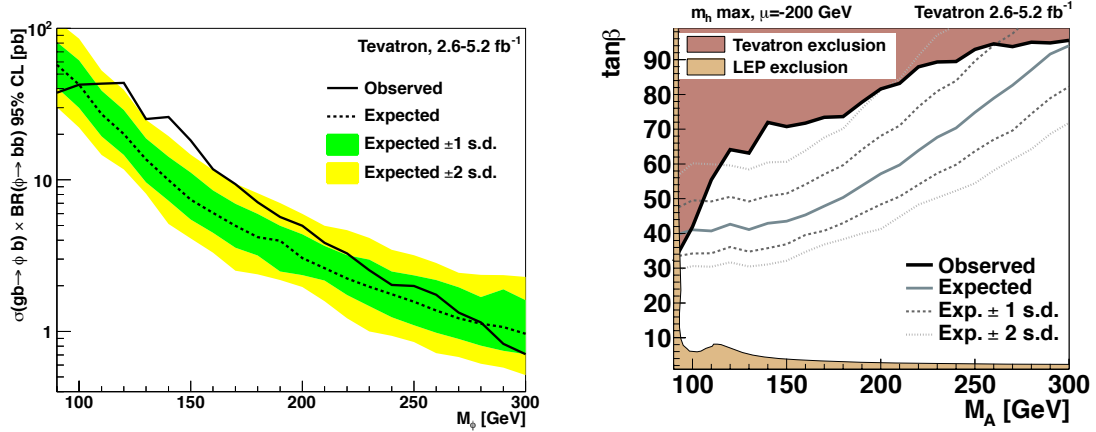 σ(gb→ ϕ b) × BR(ϕ→ bb) 95% CL [pb]
10²
10
1
Tevatron, 2.6-5.2 fb⁻¹
Observed
Expected
Expected ±1 s.d.
Expected ±2 s.d.
100 150 200 250 300
M_ϕ [GeV]
m_h max, μ=-200 GeV Tevatron 2.6-5.2 fb⁻¹
tanβ
Tevatron exclusion
LEP exclusion
90
80
70
60
50
40
30
20
10
Observed
Expected
Exp. ± 1 s.d.
Exp. ± 2 s.d.
100 150 200 250 300
M_A [GeV]